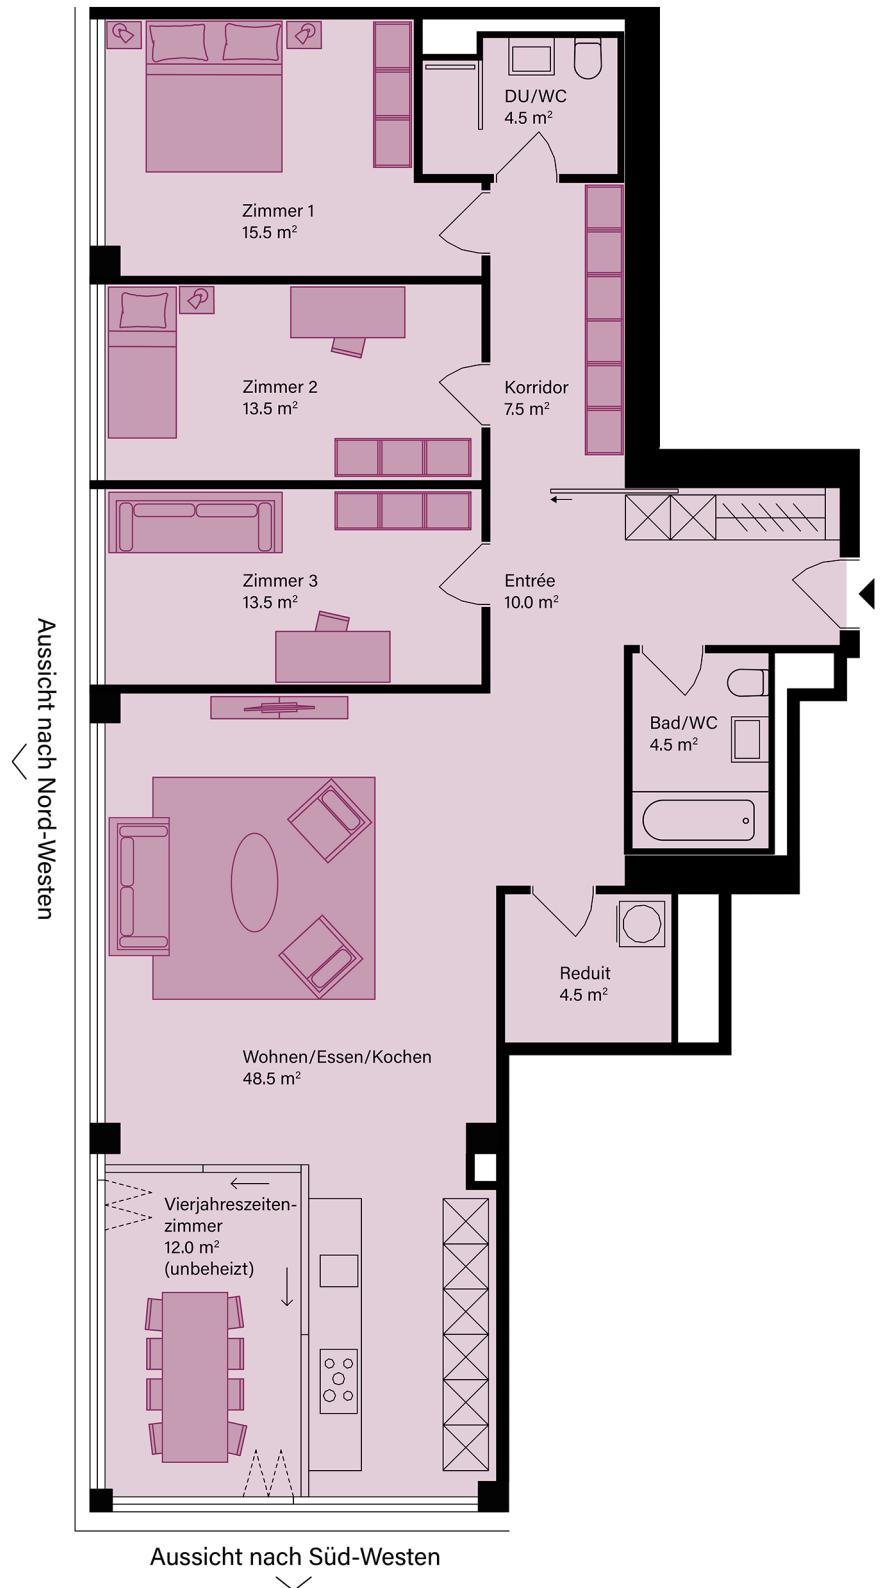 DU/WC
4.5 m²
Zimmer 1
15.5 m²
Zimmer 2
13.5 m²
Korridor
7.5 m²
Zimmer 3
13.5 m²
Entrée
10.0 m²
Aussicht nach Nord-Westen
Bad/WC
4.5 m²
Reduit
4.5 m²
Wohnen/Essen/Kochen
48.5 m²
Vierjahreszeiten-
zimmer
12.0 m²
(unbeheizt)
Aussicht nach Süd-Westen